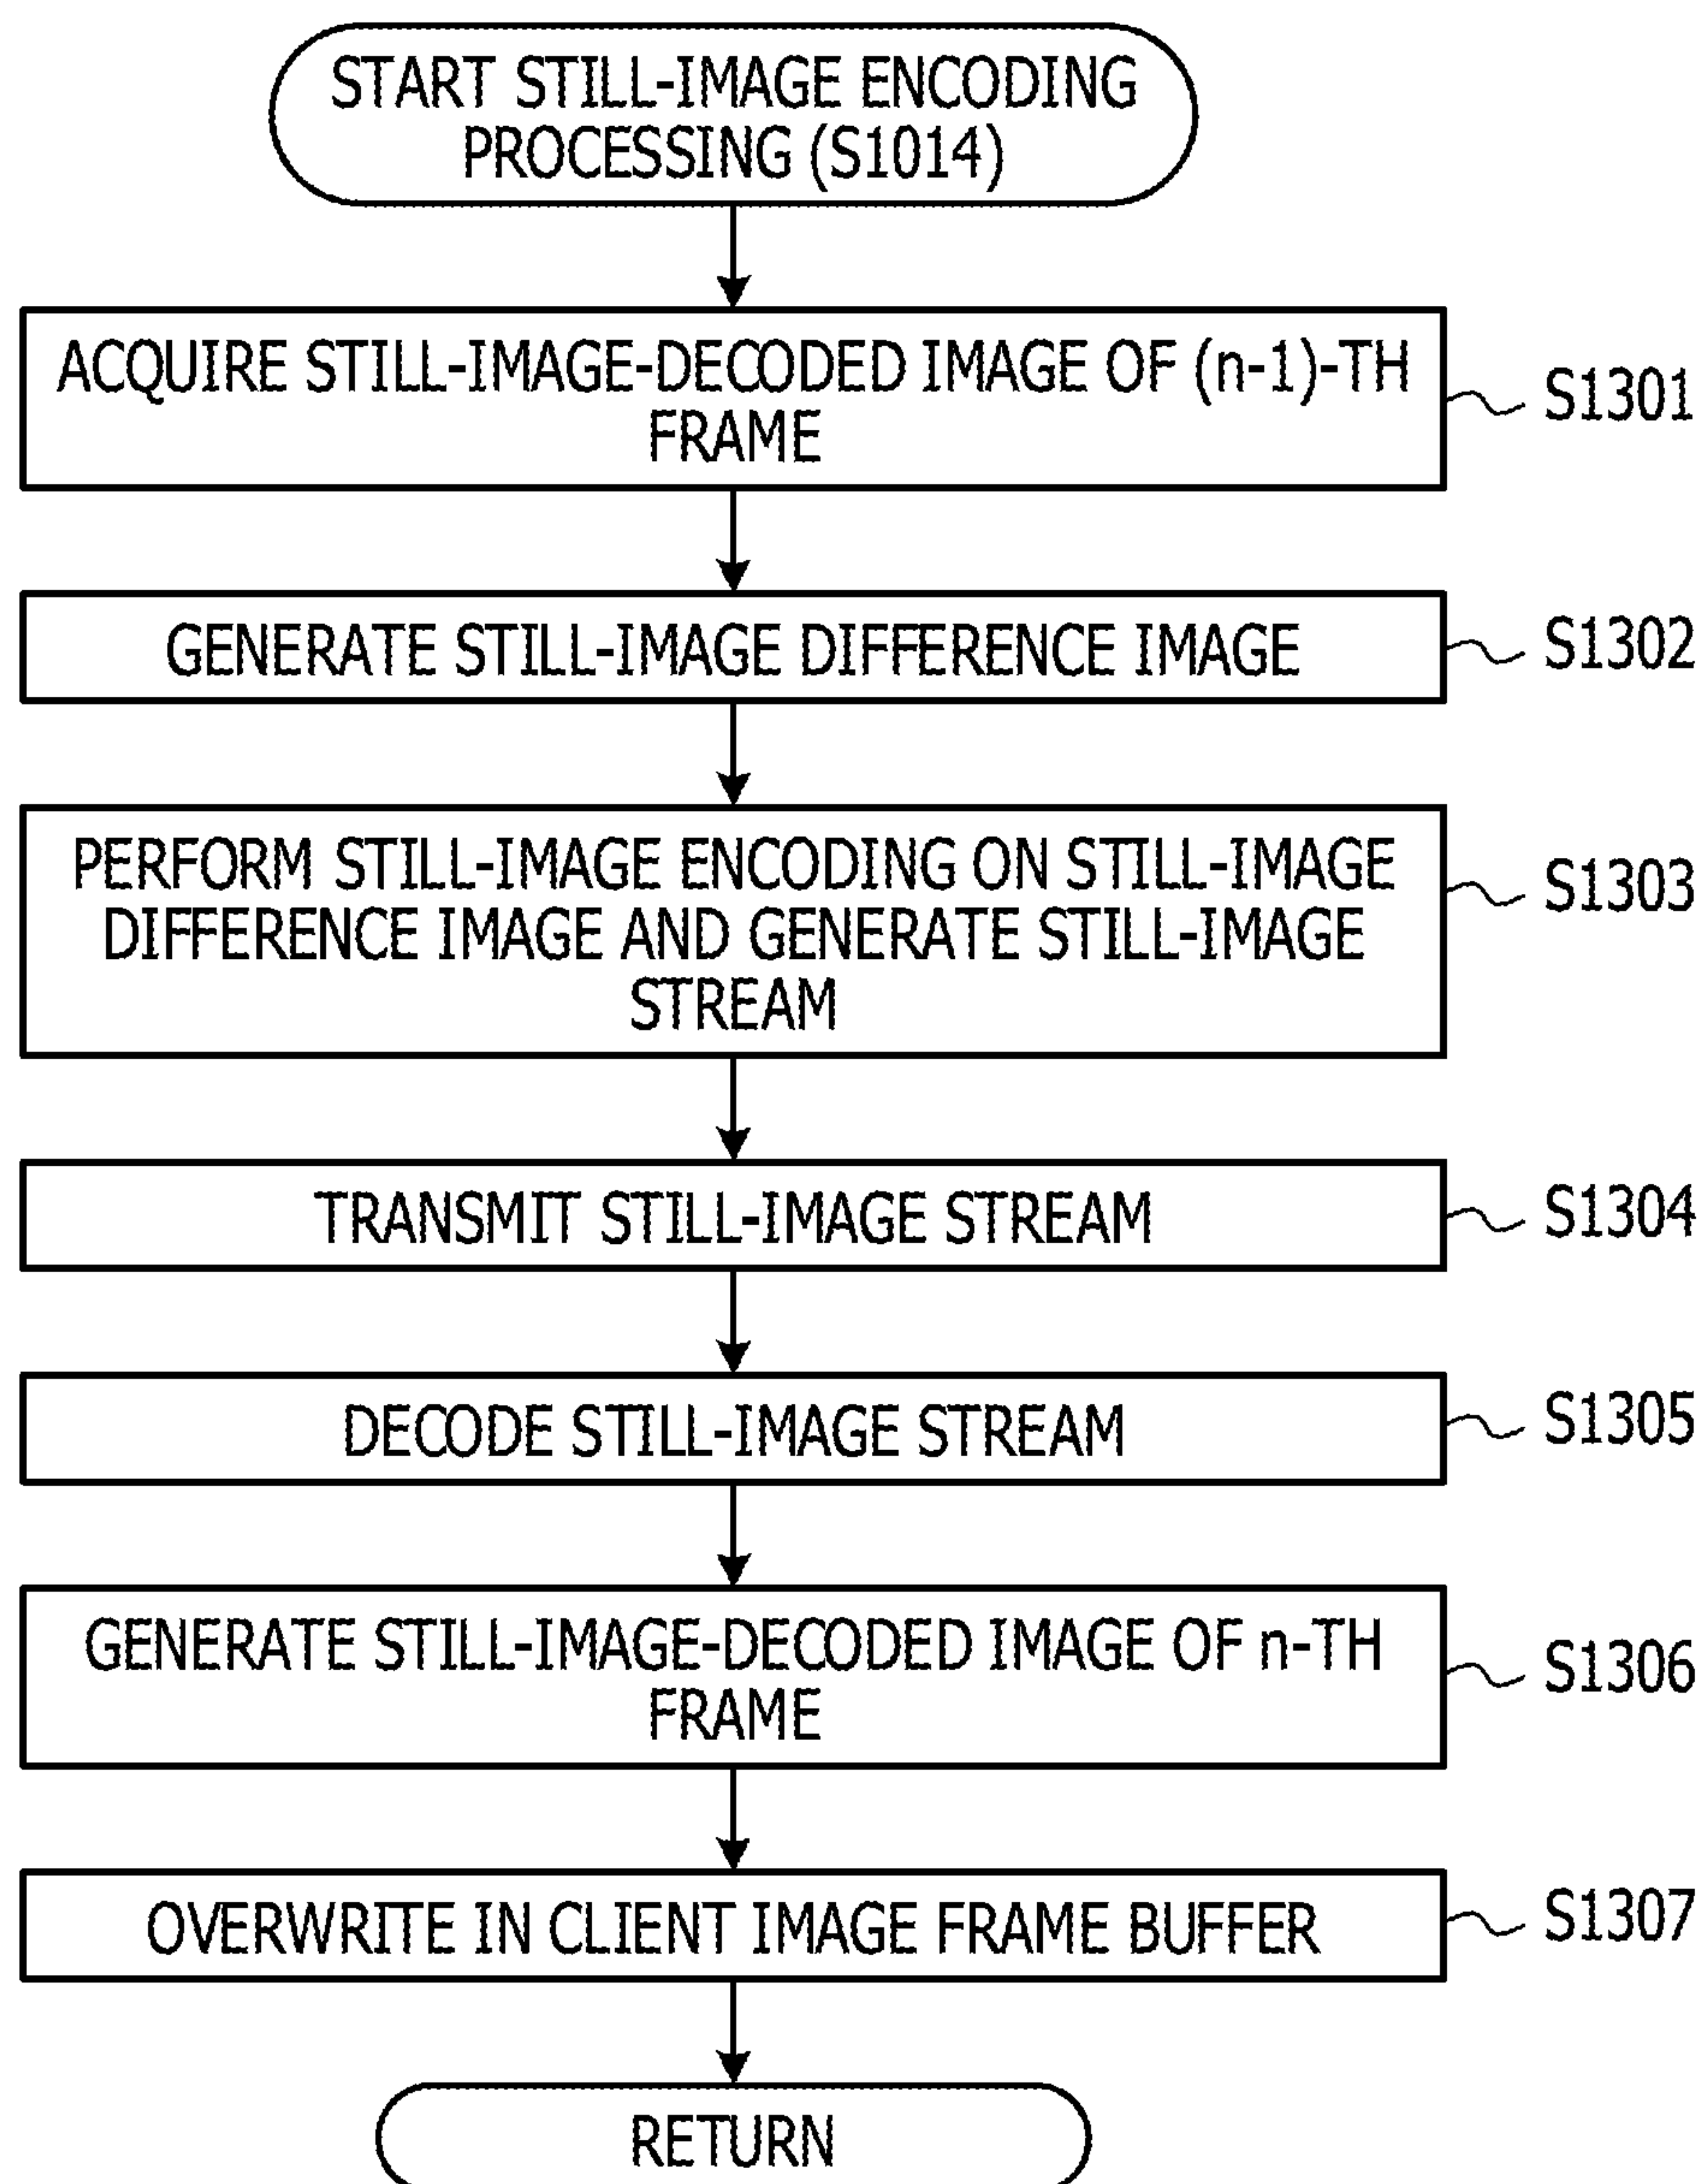 START STILL-IMAGE ENCODING
PROCESSING (S1014)
ACQUIRE STILL-IMAGE-DECODED IMAGE OF (n-1)-TH
FRAME
S1301
GENERATE STILL-IMAGE DIFFERENCE IMAGE
S1302
PERFORM STILL-IMAGE ENCODING ON STILL-IMAGE
DIFFERENCE IMAGE AND GENERATE STILL-IMAGE
STREAM
S1303
TRANSMIT STILL-IMAGE STREAM
S1304
DECODE STILL-IMAGE STREAM
S1305
GENERATE STILL-IMAGE-DECODED IMAGE OF n-TH
FRAME
S1306
OVERWRITE IN CLIENT IMAGE FRAME BUFFER
S1307
RETURN